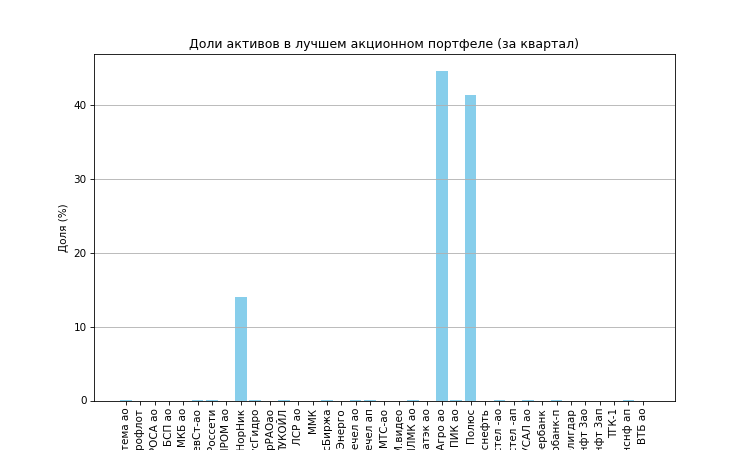 Доли активов в лучшем акционном портфеле (за квартал)
Доля (%)
40
30
20
10
0
тема ао
рофлот
РОСА ао
БСП ао
МКБ ао
евСт-ао
Россети
ПРОМ ао
НорНик
сГидро
рРАОао
ЛУКОЙЛ
ЛСР ао
ММК
сБиржа
Энерго
ечел ао
ечел ап
МТС-ао
М.видео
ЛМК ао
атэк ао
Агро ао
ПИК ао
Полюс
снефть
стел -ао
стел -ап
УСАЛ ао
ербанк
рбанк-п
лигдар
нфт 3ао
нфт 3ап
ТГК-1
нснф ап
ВТБ ао